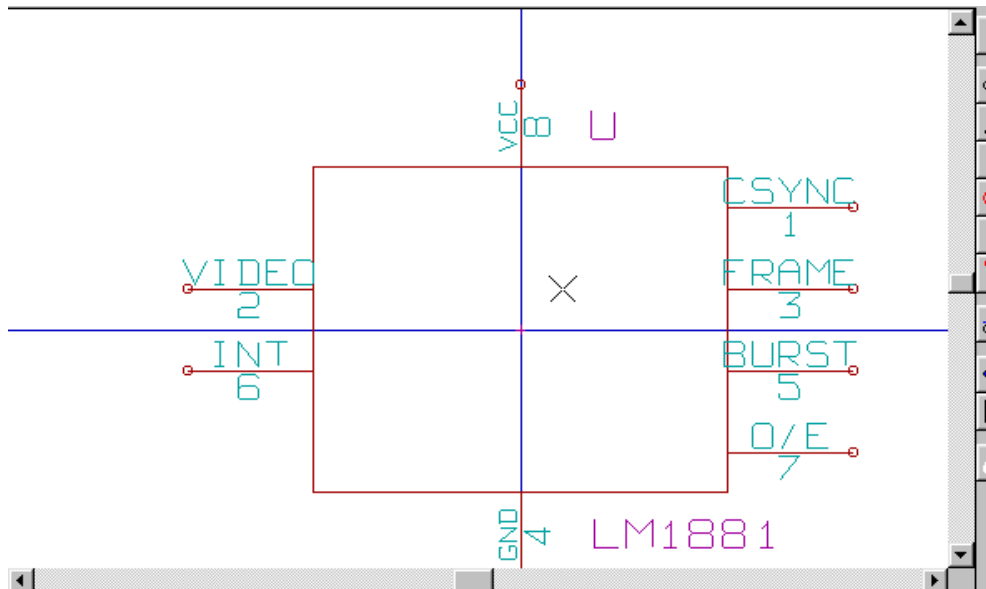 VCC
8
U
CSYNC
1
VIDEO
2
FRAME
3
INT
6
BURST
5
O/E
7
GND
4
LM1881